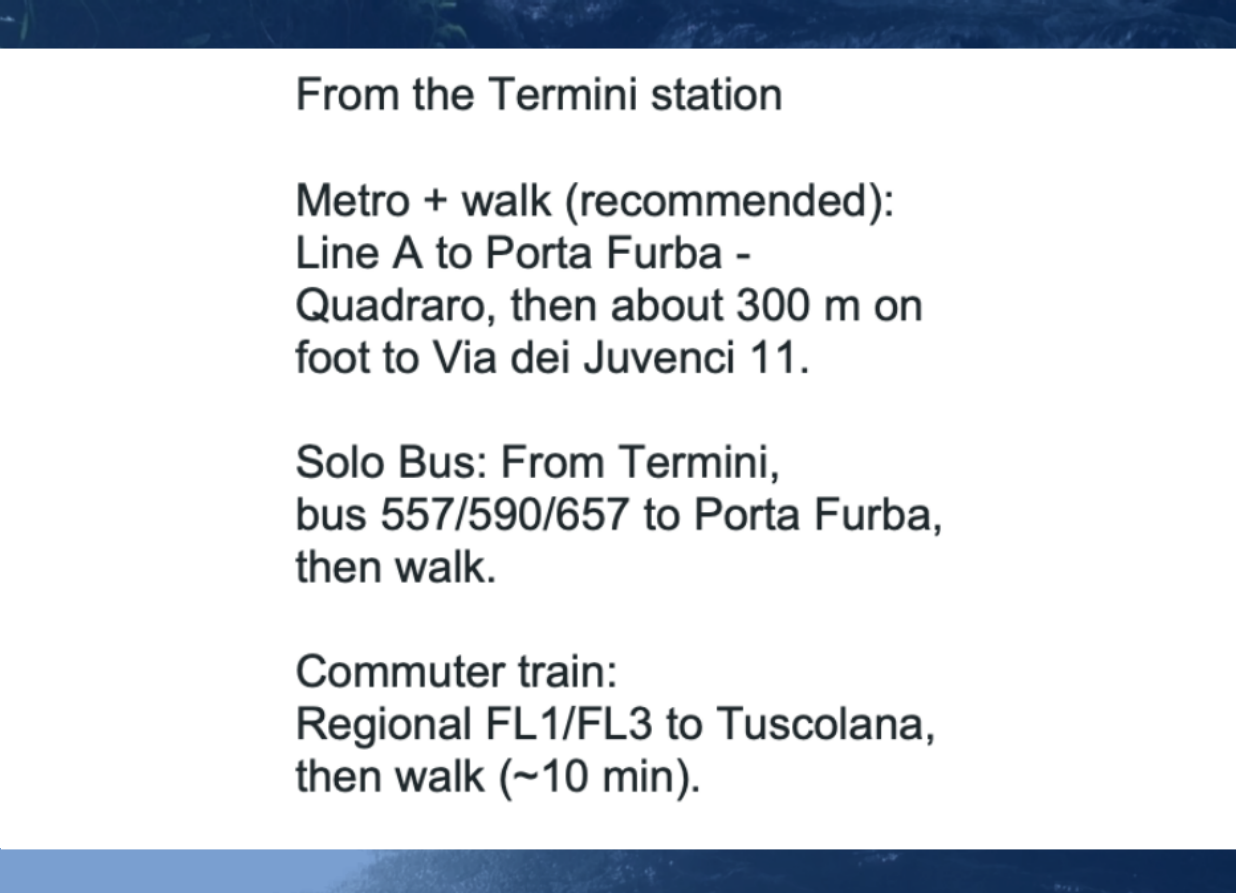 From the Termini station
Metro + walk (recommended):
Line A to Porta Furba -
Quadraro, then about 300 m on
foot to Via dei Juvenci 11.
Solo Bus: From Termini,
bus 557/590/657 to Porta Furba,
then walk.
Commuter train:
Regional FL1/FL3 to Tuscolana,
then walk (~10 min).